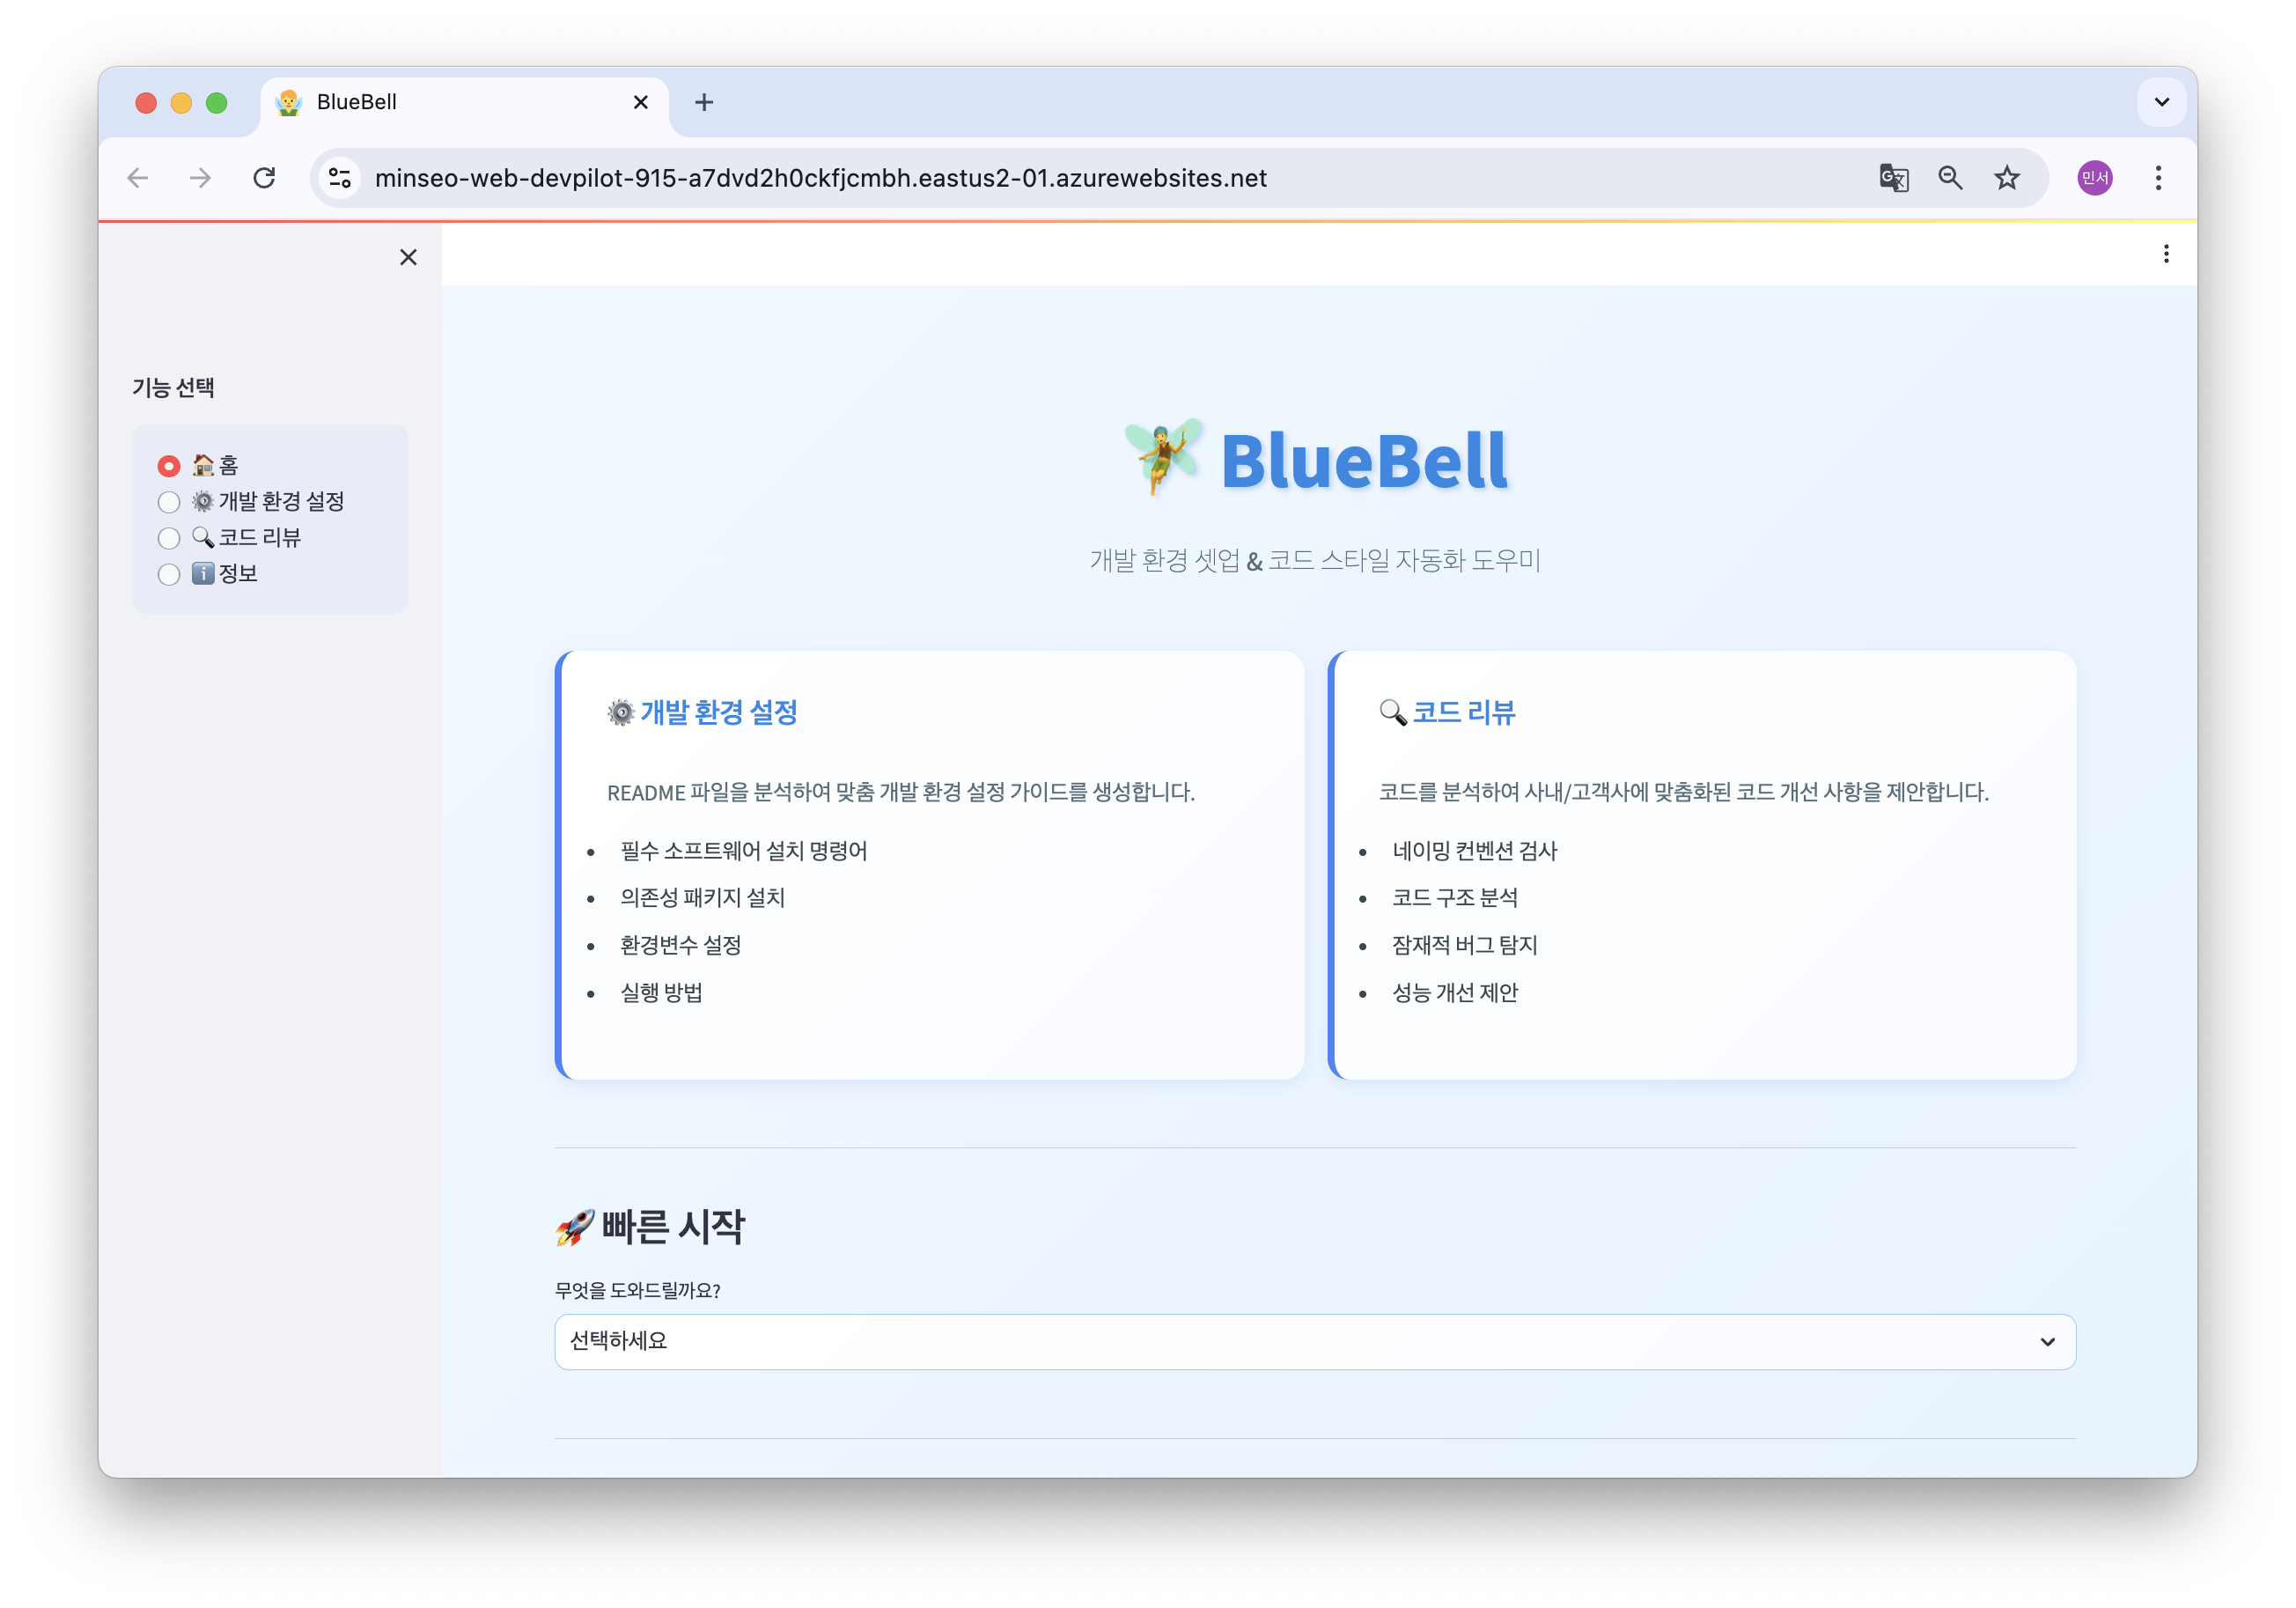 BlueBell
minseo-web-devpilot-915-a7dvd2h0ckfjcmbh.eastus2-01.azurewebsites.net
민서
기능 선택
🏠 홈
⚙️ 개발 환경 설정
🔍 코드 리뷰
ℹ️ 정보
🧚 BlueBell
개발 환경 셋업 & 코드 스타일 자동화 도우미
⚙️ 개발 환경 설정
README 파일을 분석하여 맞춤 개발 환경 설정 가이드를 생성합니다.
• 필수 소프트웨어 설치 명령어
• 의존성 패키지 설치
• 환경변수 설정
• 실행 방법
🔍 코드 리뷰
코드를 분석하여 사내/고객사에 맞춤화된 코드 개선 사항을 제안합니다.
• 네이밍 컨벤션 검사
• 코드 구조 분석
• 잠재적 버그 탐지
• 성능 개선 제안
🚀 빠른 시작
무엇을 도와드릴까요?
선택하세요